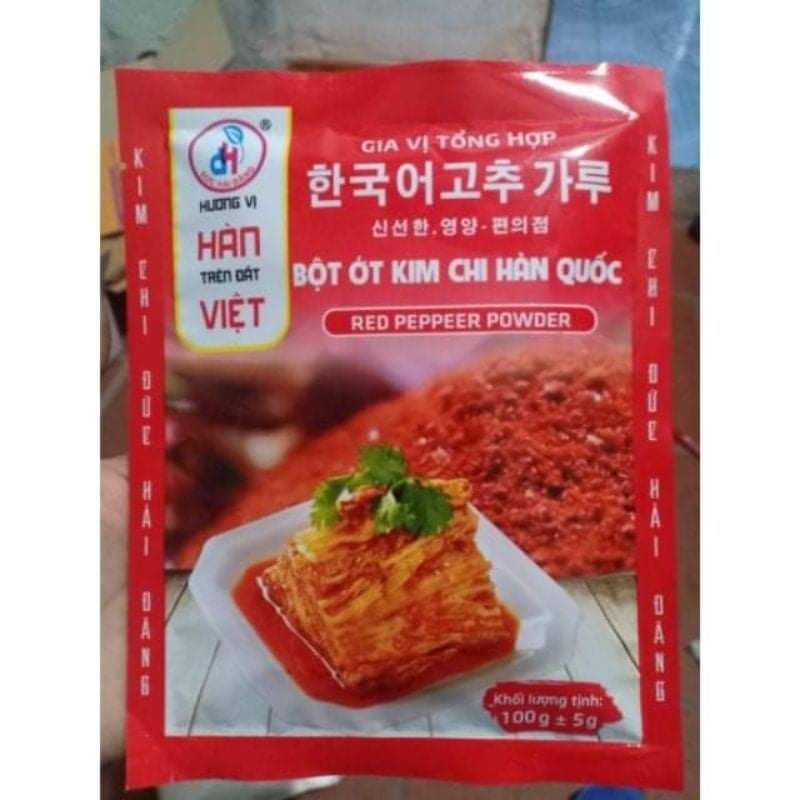 ®
HƯƠNG VỊ
HÀN
TRÊN ĐẤT
VIỆT
GIA VỊ TỔNG HỢP
한국어고추 가루
신선한.영양-편의점
BỘT ỚT KIM CHI HÀN QUỐC
RED PEPPEER POWDER
KIM CHI ĐỨC HẢI ĐĂNG
KIM CHI ĐỨC HẢI ĐĂNG
Khối lượng tịnh:
100g ± 5g